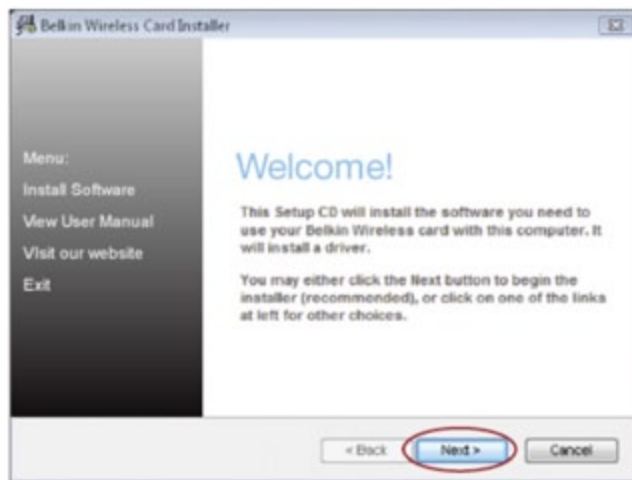 Belkin Wireless Card Installer
Menu:
Install Software
View User Manual
VIsit our website
Exit
Welcome!
This Setup CD will install the software you need to
use your Belkin Wireless card with this computer. It
will install a driver.
You may either click the Next button to begin the
installer (recommended), or click on one of the links
at left for other choices.
< Back
Next >
Cancel